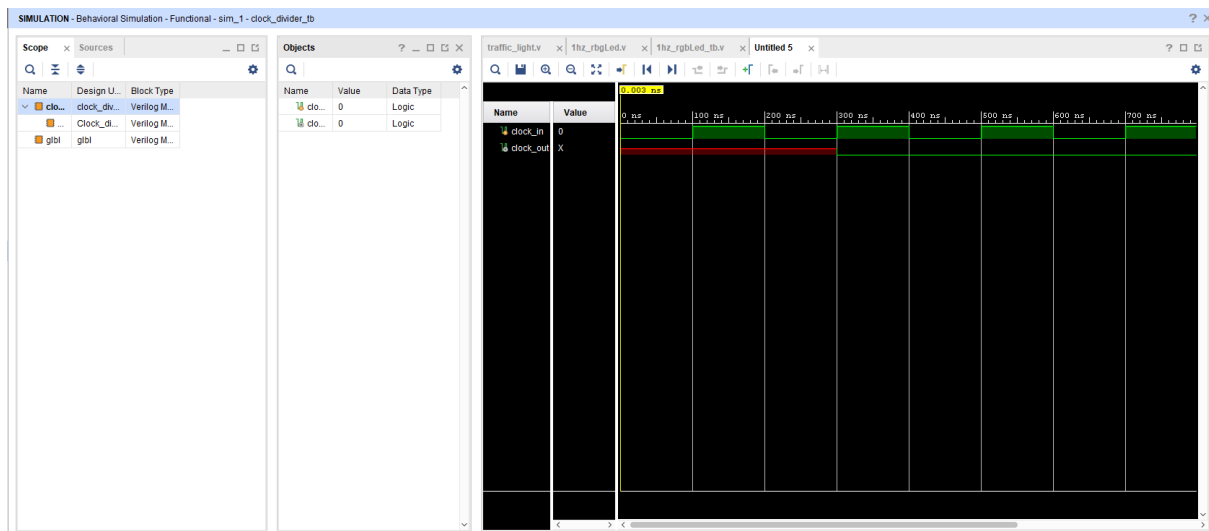 SIMULATION - Behavioral Simulation - Functional - sim_1 - clock_divider_tb
Scope Sources
Name Design U... Block Type
clo... clock_div... Verilog M...
... Clock_di... Verilog M...
glbl glbl Verilog M...
Objects
Name Value Data Type
clo... 0 Logic
clo... 0 Logic
traffic_light.v 1hz_rbgLed.v 1hz_rgbLed_tb.v Untitled 5
0.003 ns
Name Value
0 ns 100 ns 200 ns 300 ns 400 ns 500 ns 600 ns 700 ns
clock_in 0
clock_out X